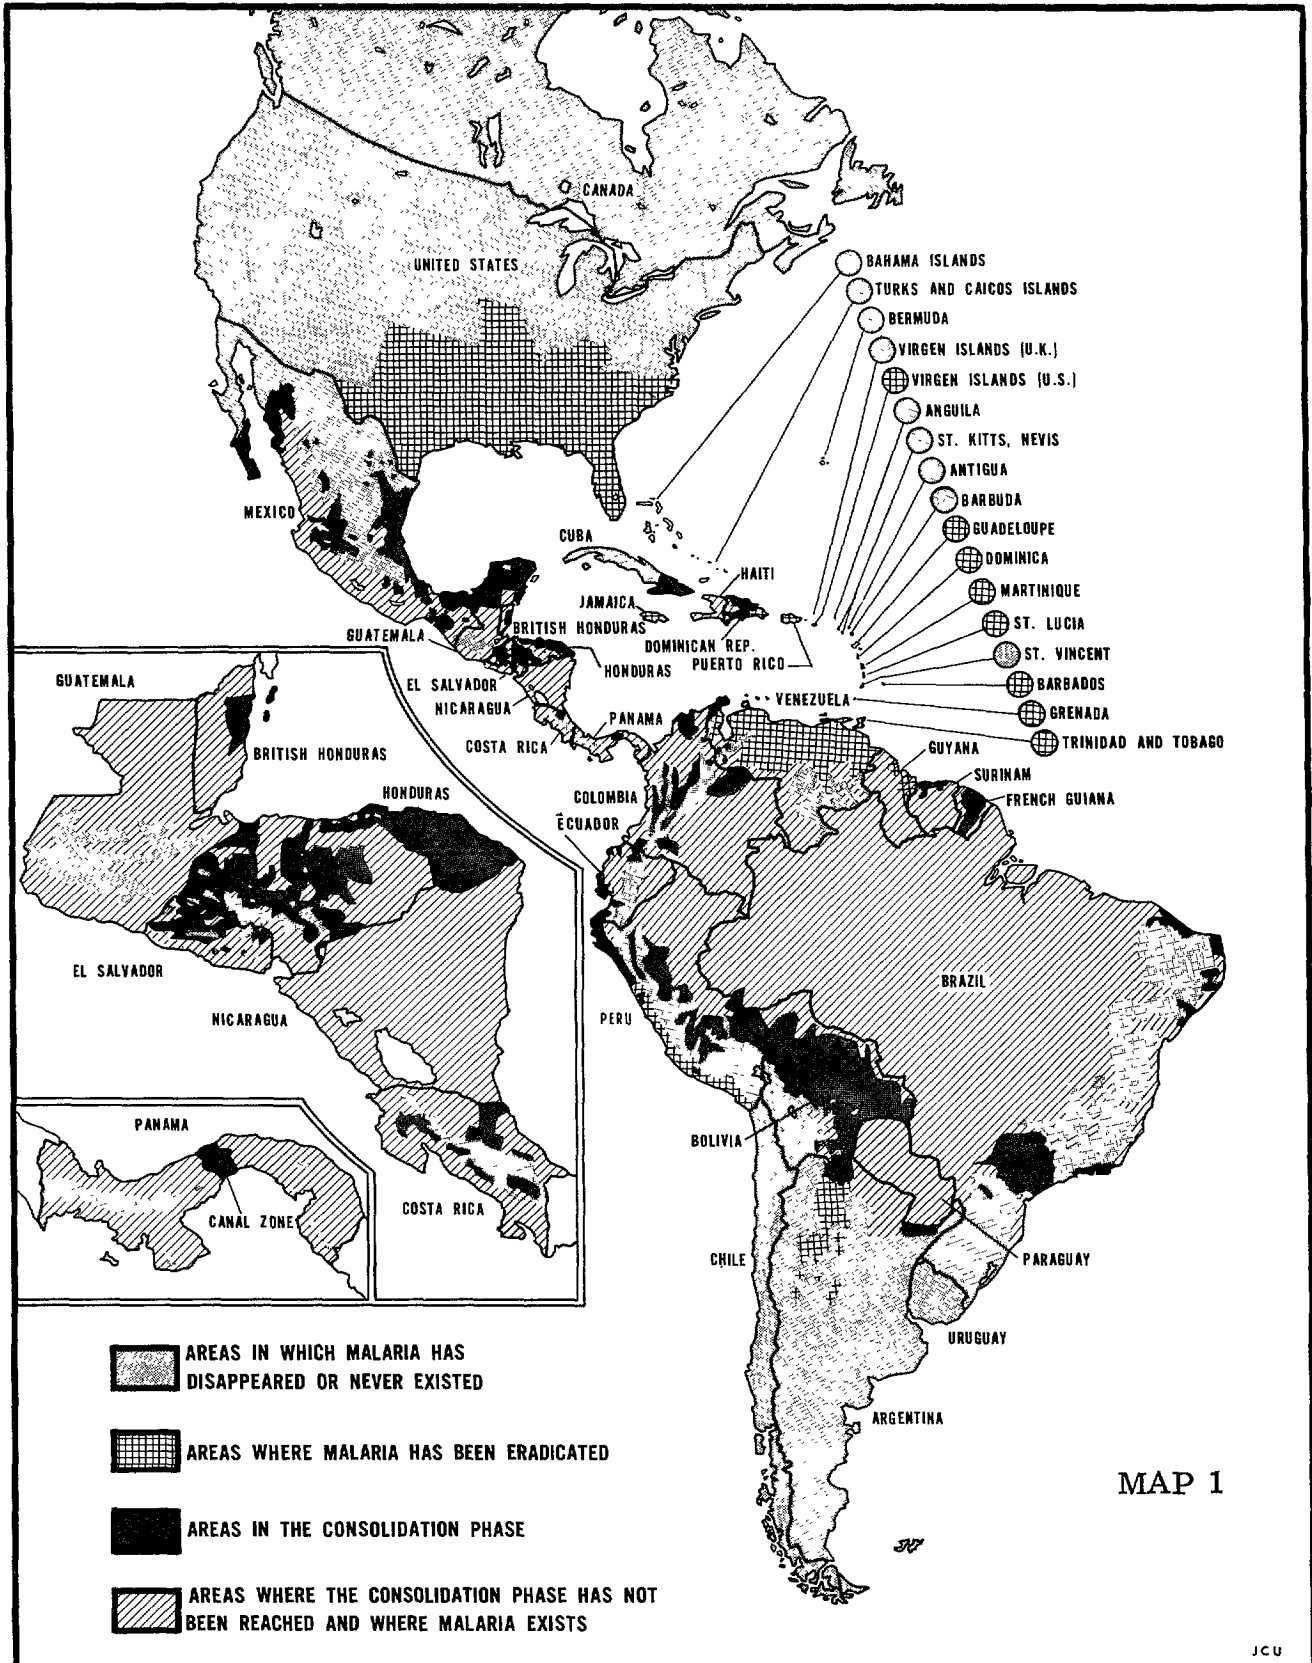 CANADA
UNITED STATES
BAHAMA ISLANDS
TURKS AND CAICOS ISLANDS
BERMUDA
VIRGEN ISLANDS (U.K.)
VIRGEN ISLANDS (U.S.)
ANGUILA
ST. KITTS, NEVIS
ANTIGUA
BARBUDA
GUADELOUPE
DOMINICA
MARTINIQUE
ST. LUCIA
ST. VINCENT
BARBADOS
GRENADA
TRINIDAD AND TOBAGO
MEXICO
CUBA
HAITI
JAMAICA
DOMINICAN REP.
PUERTO RICO
BRITISH HONDURAS
GUATEMALA
HONDURAS
EL SALVADOR
NICARAGUA
COSTA RICA
PANAMA
VENEZUELA
GUYANA
SURINAM
FRENCH GUIANA
COLOMBIA
ECUADOR
BRAZIL
PERU
BOLIVIA
CHILE
PARAGUAY
URUGUAY
ARGENTINA
GUATEMALA
BRITISH HONDURAS
HONDURAS
EL SALVADOR
NICARAGUA
COSTA RICA
PANAMA
CANAL ZONE
AREAS IN WHICH MALARIA HAS
DISAPPEARED OR NEVER EXISTED
AREAS WHERE MALARIA HAS BEEN ERADICATED
AREAS IN THE CONSOLIDATION PHASE
AREAS WHERE THE CONSOLIDATION PHASE HAS NOT
BEEN REACHED AND WHERE MALARIA EXISTS
MAP 1
JCU